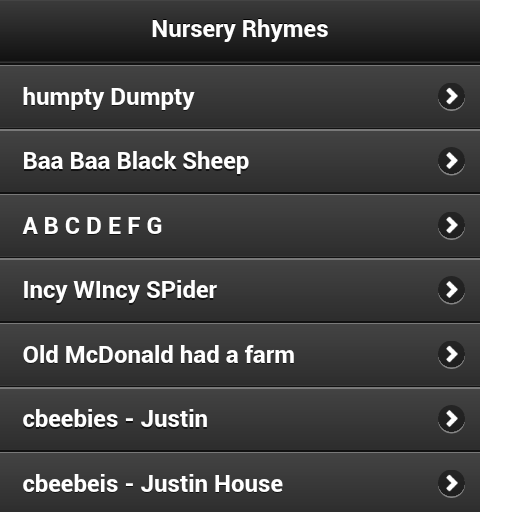 Nursery Rhymes
humpty Dumpty
Baa Baa Black Sheep
A B C D E F G
Incy WIncy SPider
Old McDonald had a farm
cbeebies - Justin
cbeebeis - Justin House